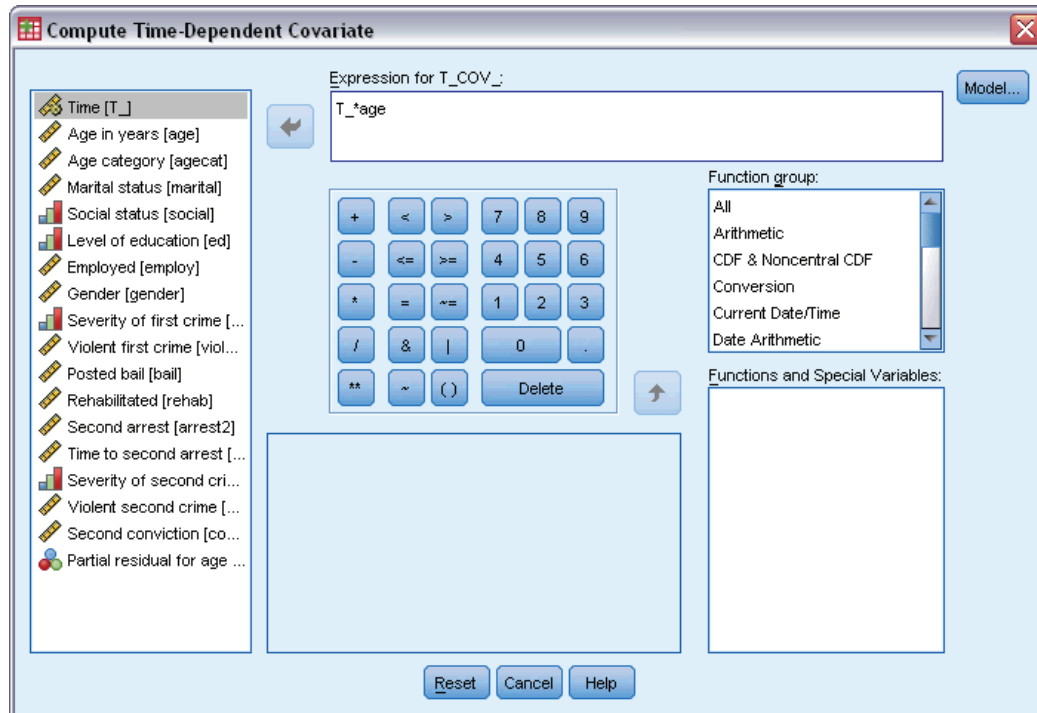 Compute Time-Dependent Covariate
Expression for T_COV_:
T_*age
Model...
Time [T_]
Age in years [age]
Age category [agecat]
Marital status [marital]
Social status [social]
Level of education [ed]
Employed [employ]
Gender [gender]
Severity of first crime [...
Violent first crime [viol...
Posted bail [bail]
Rehabilitated [rehab]
Second arrest [arrest2]
Time to second arrest [...
Severity of second cri...
Violent second crime [...
Second conviction [co...
Partial residual for age ...
+ < > 7 8 9
- <= >= 4 5 6
* = ~= 1 2 3
/ & | 0 .
** ~ ( ) Delete
Function group:
All
Arithmetic
CDF & Noncentral CDF
Conversion
Current Date/Time
Date Arithmetic
Functions and Special Variables:
Reset Cancel Help